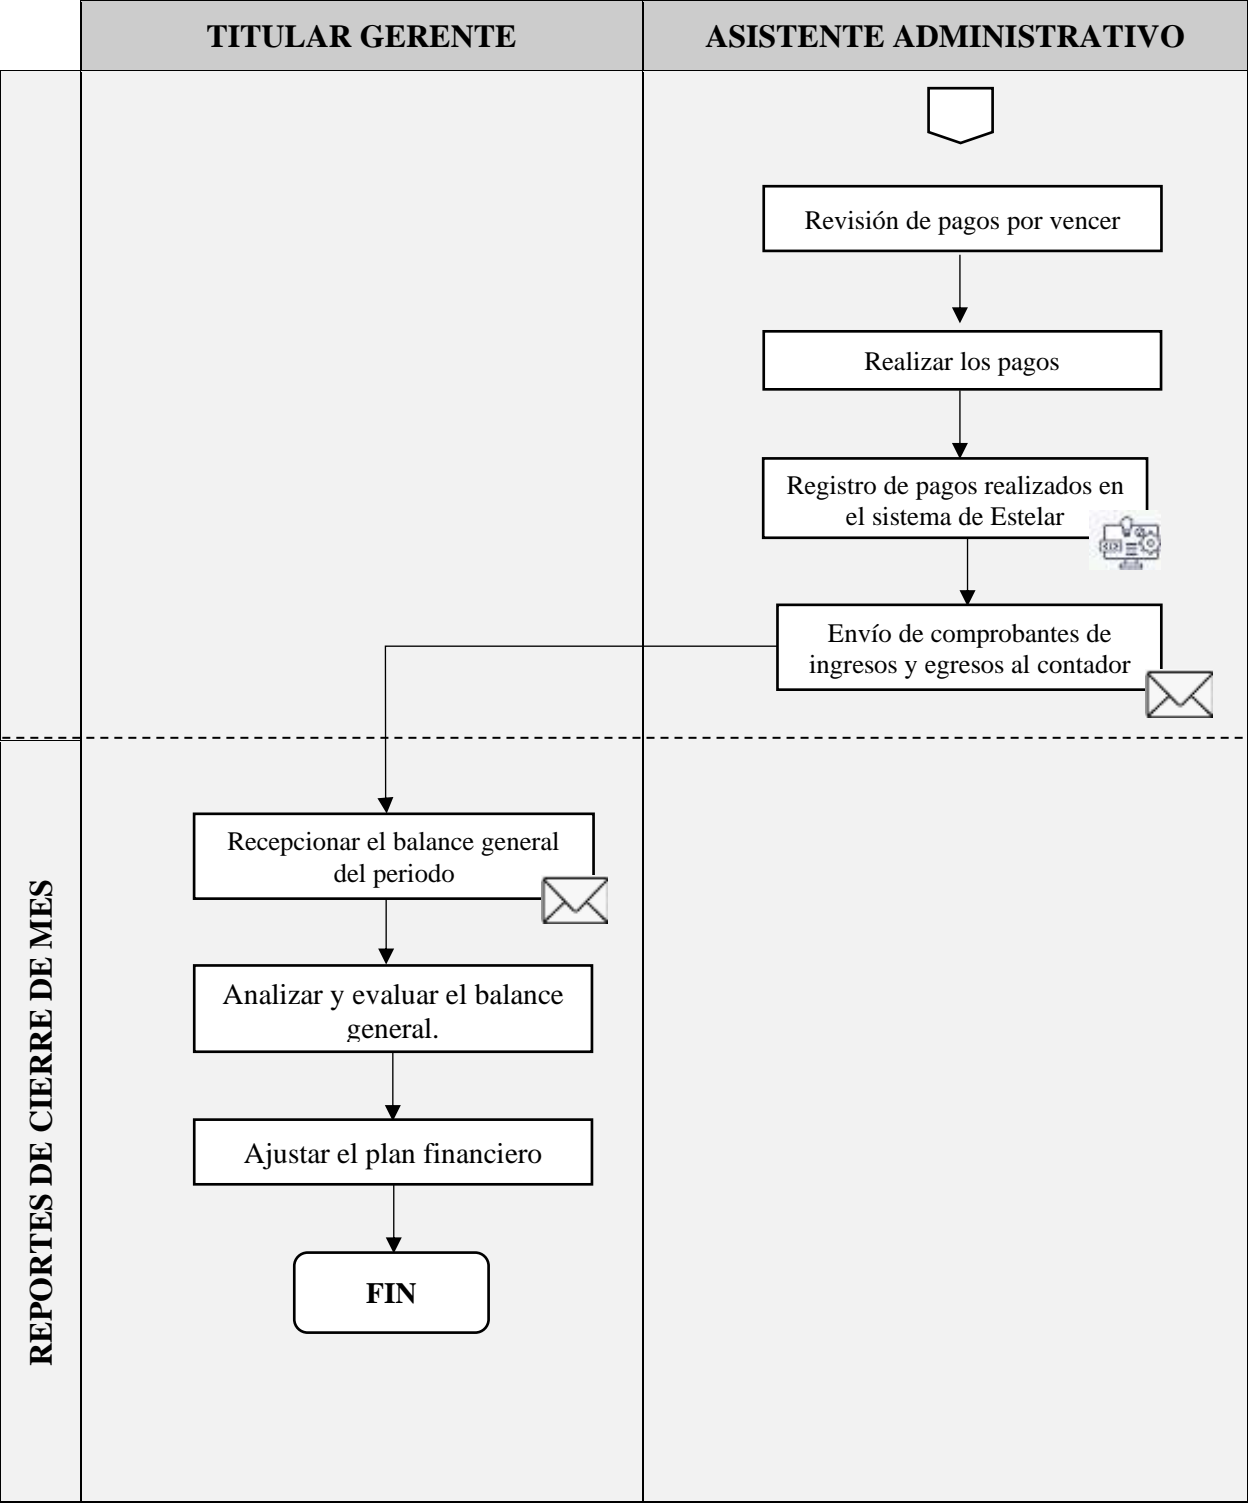 TITULAR GERENTE
ASISTENTE ADMINISTRATIVO
Revisión de pagos por vencer
Realizar los pagos
Registro de pagos realizados en
el sistema de Estelar
Envío de comprobantes de
ingresos y egresos al contador
REPORTES DE CIERRE DE MES
Recepcionar el balance general
del periodo
Analizar y evaluar el balance
general.
Ajustar el plan financiero
FIN